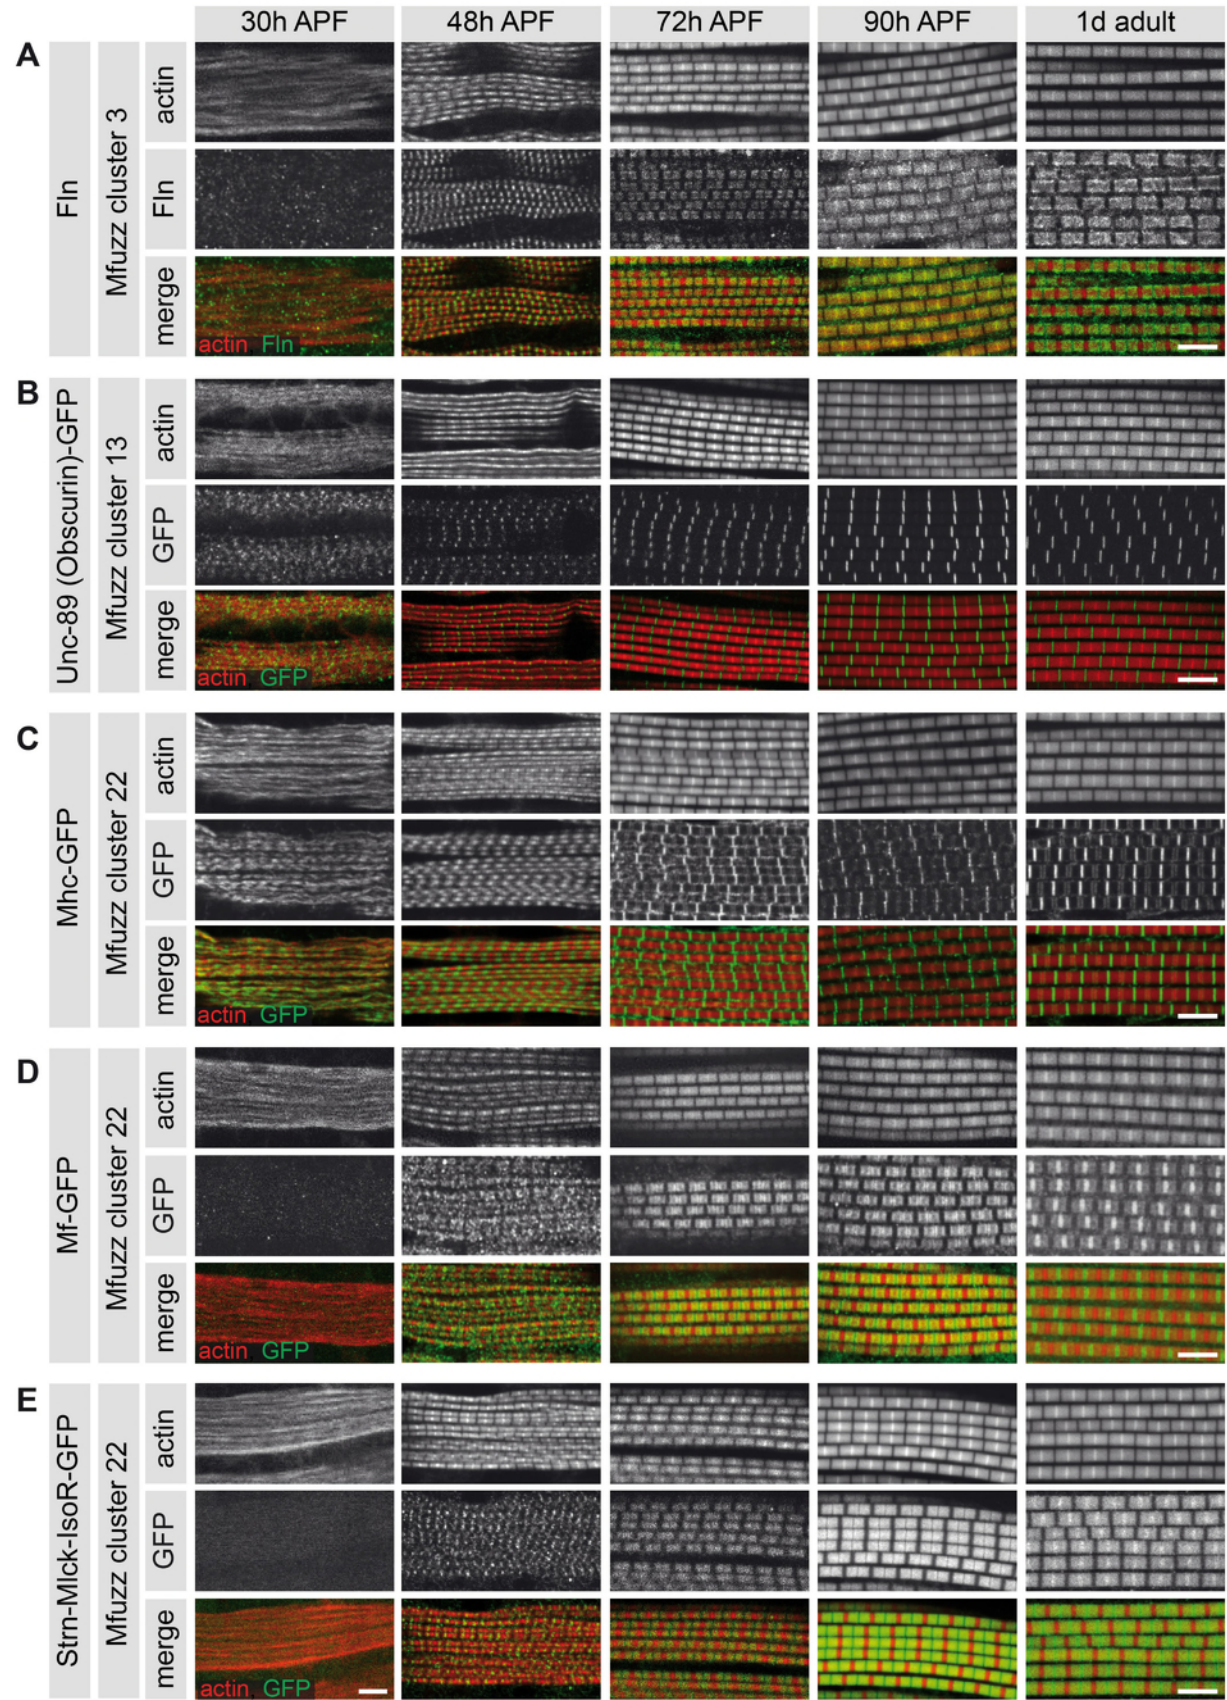 30h APF 48h APF 72h APF 90h APF 1d adult
A
Fln
Mfuzz cluster 3
actin
Fln
merge
actin Fln
B
Unc-89 (Obscurin)-GFP
Mfuzz cluster 13
actin
GFP
merge
actin GFP
C
Mhc-GFP
Mfuzz cluster 22
actin
GFP
merge
actin GFP
D
Mf-GFP
Mfuzz cluster 22
actin
GFP
merge
actin GFP
E
Strn-Mlck-IsoR-GFP
Mfuzz cluster 22
actin
GFP
merge
actin GFP